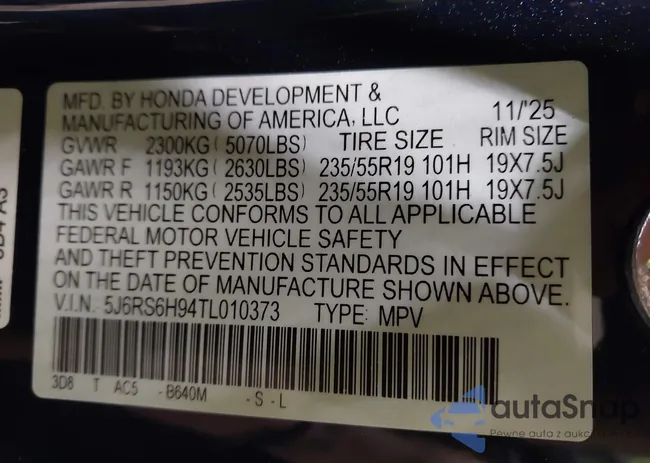 MFD. BY HONDA DEVELOPMENT &
MANUFACTURING OF AMERICA, LLC 11/'25
GVWR 2300KG ( 5070LBS) TIRE SIZE RIM SIZE
GAWR F 1193KG ( 2630LBS) 235/55R19 101H 19X7.5J
GAWR R 1150KG ( 2535LBS) 235/55R19 101H 19X7.5J
THIS VEHICLE CONFORMS TO ALL APPLICABLE
FEDERAL MOTOR VEHICLE SAFETY
AND THEFT PREVENTION STANDARDS IN EFFECT
ON THE DATE OF MANUFACTURE SHOWN ABOVE.
V.I.N. 5J6RS6H94TL010373 TYPE: MPV
3D8 T AC5 -B640M -S-L
autaSnap
Pewne auta z aukcji